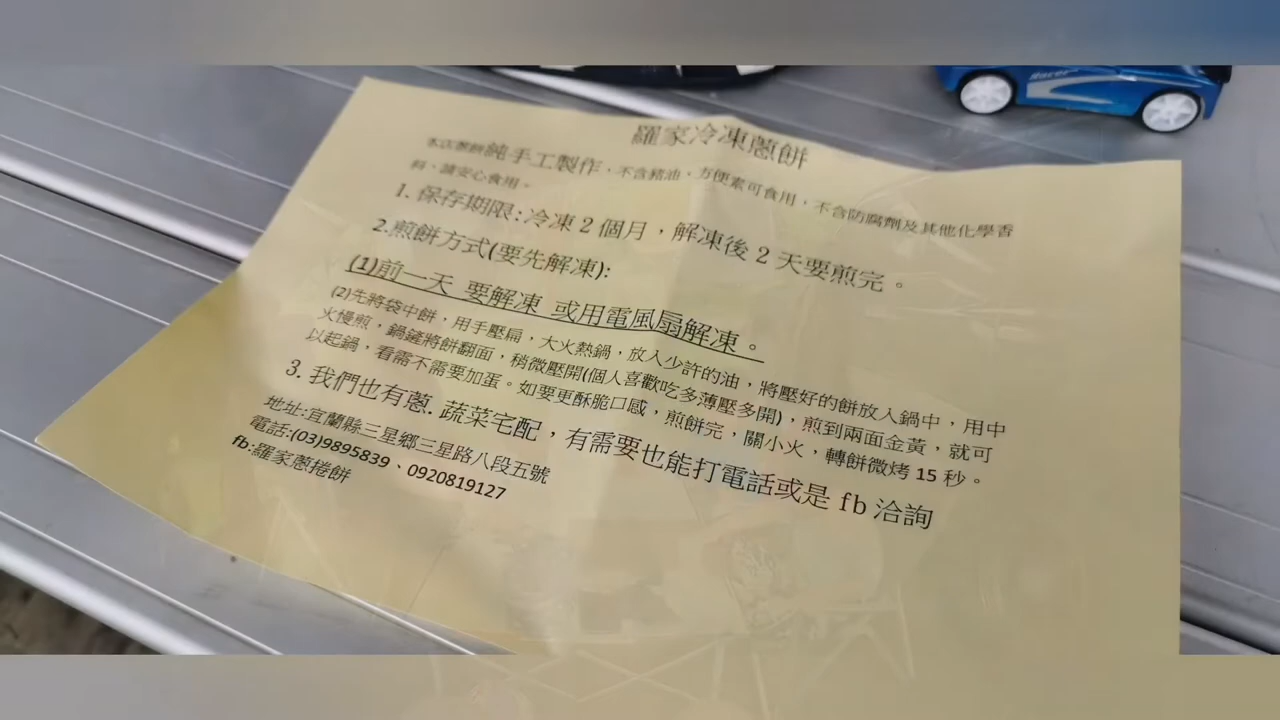 羅家冷凍蔥餅
本店蔥餅純手工製作，不含豬油，方便素可食用，不含防腐劑及其他化學香
料，請安心食用。
1. 保存期限:冷凍 2 個月，解凍後 2 天要煎完。
2.煎餅方式(要先解凍):
(1)前一天 要解凍 或用電風扇解凍。
(2)先將袋中餅，用手壓扁，大火熱鍋，放入少許的油，將壓好的餅放入鍋中，用中
火慢煎，鍋鏟將餅翻面，稍微壓開(個人喜歡吃多薄壓多開)，煎到兩面金黃，就可
以起鍋，看需不需要加蛋。如要更酥脆口感，煎餅完，關小火，轉餅微烤 15 秒。
3. 我們也有蔥. 蔬菜宅配，有需要也能打電話或是 fb 洽詢
地址:宜蘭縣三星鄉三星路八段五號
電話:(03)9895839、0920819127
fb:羅家蔥捲餅
Racer